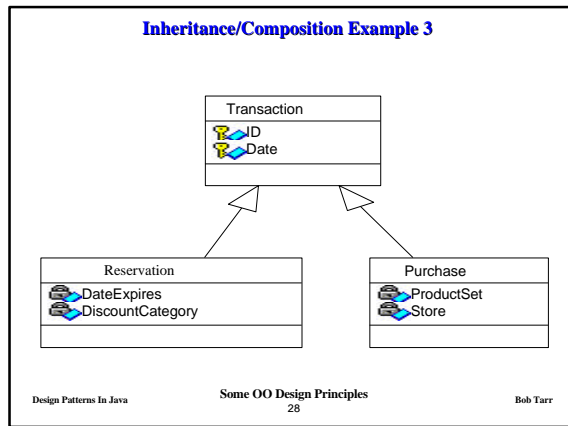 Inheritance/Composition Example 3
Transaction
ID
Date
Reservation
DateExpires
DiscountCategory
Purchase
ProductSet
Store
Design Patterns In Java
Some OO Design Principles
28
Bob Tarr